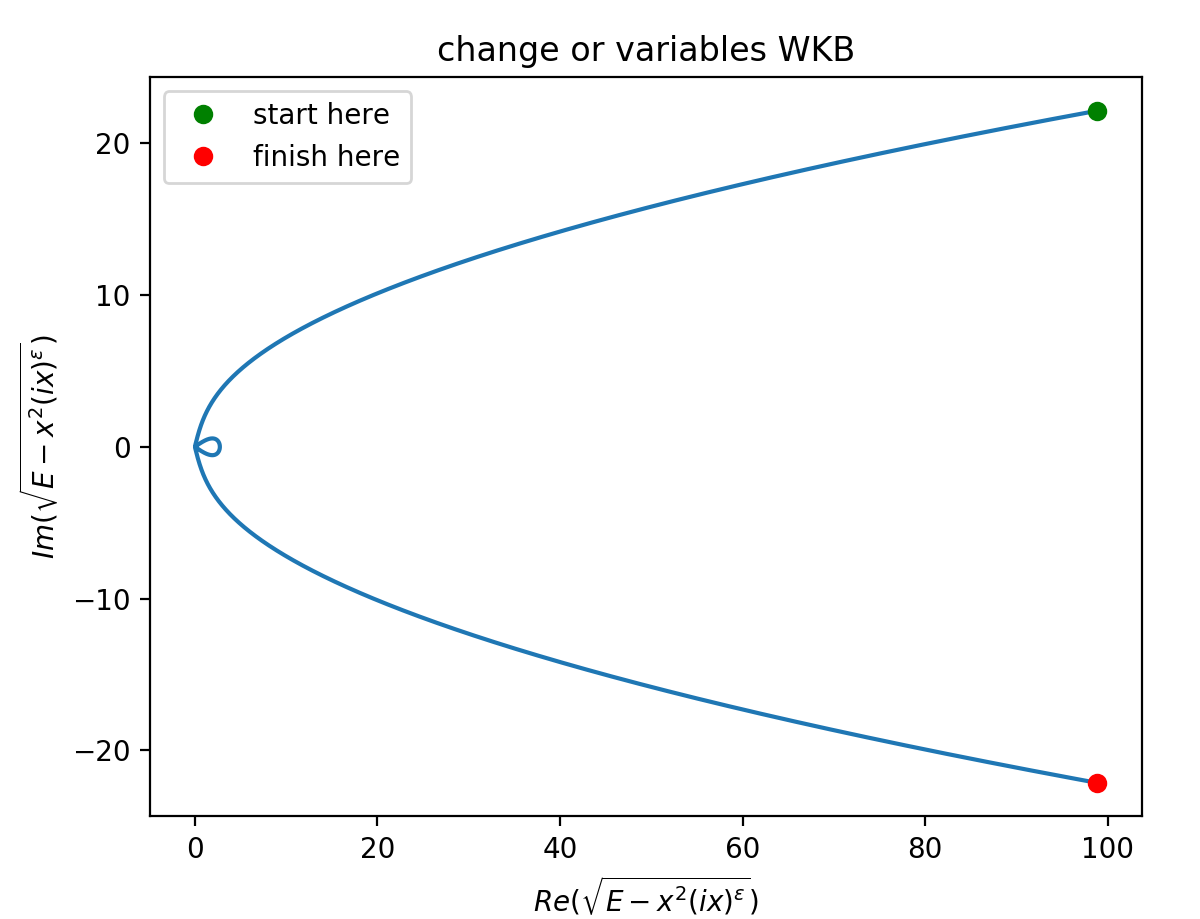 change or variables WKB
start here
finish here
Im(√(E − x²(ix)^ε))
20
10
0
−10
−20
0
20
40
60
80
100
Re(√(E − x²(ix)^ε))